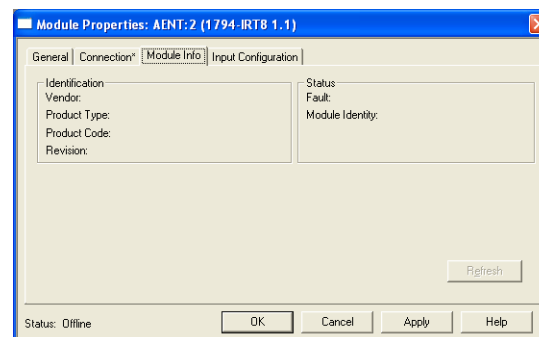 Module Properties: AENT:2 (1794-IRT8 1.1)
General Connection* Module Info Input Configuration
Identification
Vendor:
Product Type:
Product Code:
Revision:
Status
Fault:
Module Identity:
Refresh
Status: Offline OK Cancel Apply Help